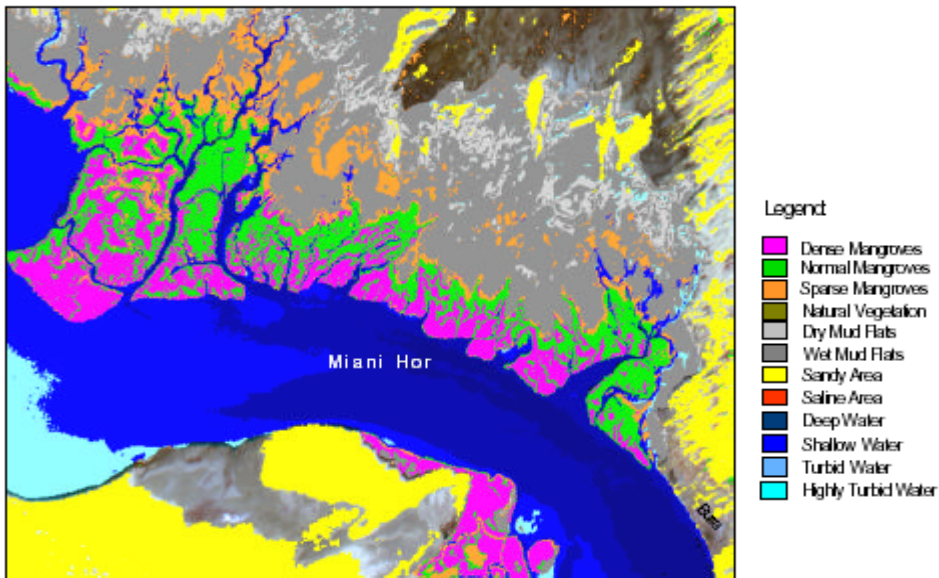 Miani Hor
Legend:
Dense Mangroves
Normal Mangroves
Sparse Mangroves
Natural Vegetation
Dry Mud Flats
Wet Mud Flats
Sandy Area
Saline Area
Deep Water
Shallow Water
Turbid Water
Highly Turbid Water